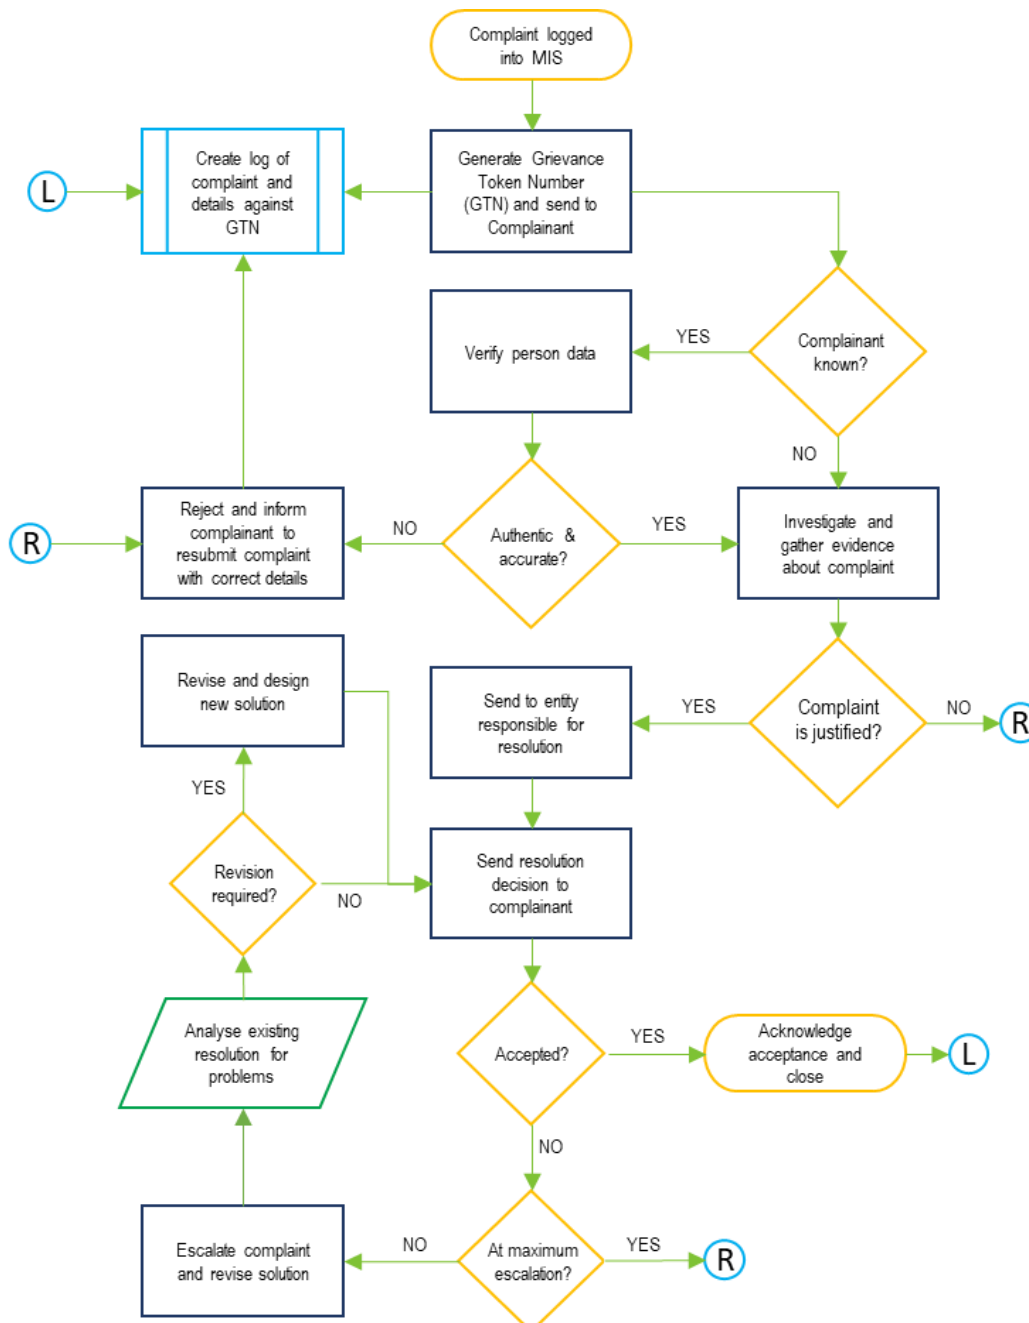 Complaint logged
into MIS
Create log of
complaint and
details against
GTN
Generate Grievance
Token Number
(GTN) and send to
Complainant
L
Verify person data
YES
Complainant
known?
NO
Reject and inform
complainant to
resubmit complaint
with correct details
R
NO
Authentic &
accurate?
YES
Investigate and
gather evidence
about complaint
Revise and design
new solution
Send to entity
responsible for
resolution
YES
Complaint
is justified?
NO
R
YES
Revision
required?
NO
Send resolution
decision to
complainant
Analyse existing
resolution for
problems
Accepted?
YES
Acknowledge
acceptance and
close
L
NO
Escalate complaint
and revise solution
NO
At maximum
escalation?
YES
R